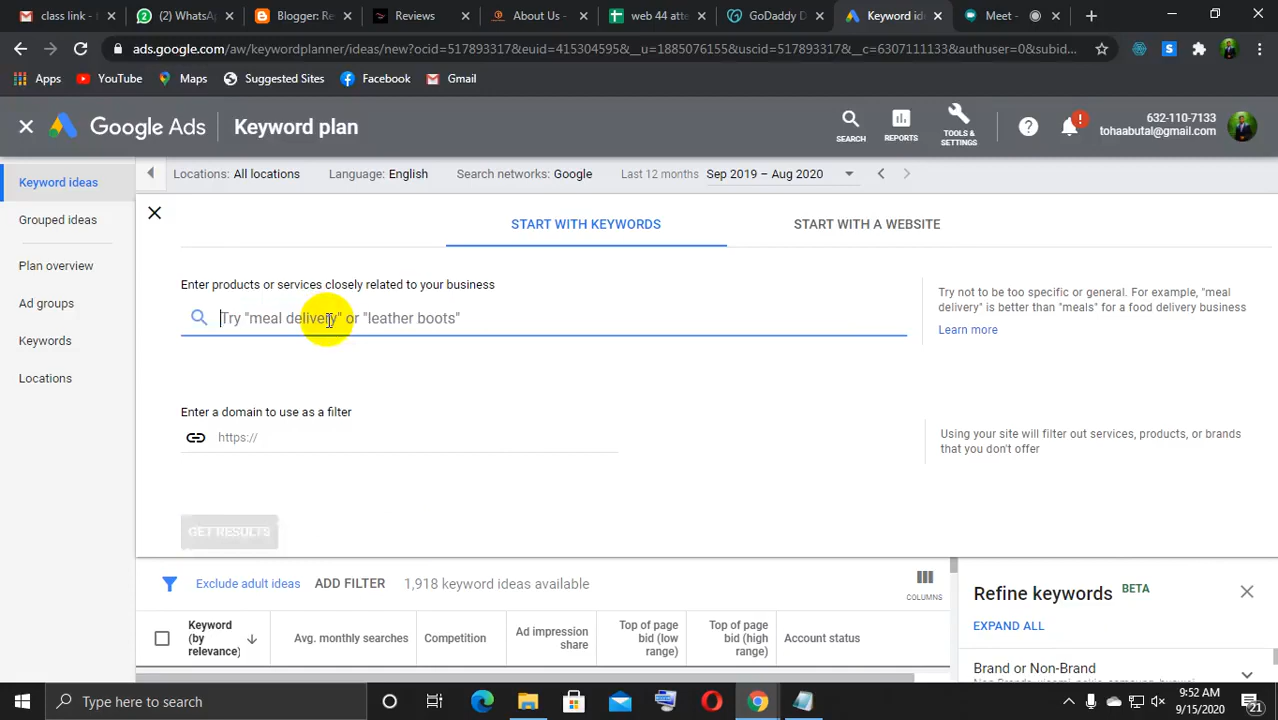 class link -
(2) WhatsA
Blogger: Re
Reviews
About Us -
web 44 atte
GoDaddy D
Keyword ide
Meet -
ads.google.com/aw/keywordplanner/ideas/new?ocid=517893317&euid=415304595&__u=1885076155&uscid=517893317&__c=6307111133&authuser=0&subid...
Apps
YouTube
Maps
Suggested Sites
Facebook
Gmail
Google Ads
Keyword plan
SEARCH
REPORTS
TOOLS &
SETTINGS
632-110-7133
tohaabutal@gmail.com
Keyword ideas
Grouped ideas
Plan overview
Ad groups
Keywords
Locations
Locations: All locations
Language: English
Search networks: Google
Last 12 months
Sep 2019 – Aug 2020
START WITH KEYWORDS
START WITH A WEBSITE
Enter products or services closely related to your business
Try "meal delivery" or "leather boots"
Try not to be too specific or general. For example, "meal
delivery" is better than "meals" for a food delivery business
Learn more
Enter a domain to use as a filter
https://
Using your site will filter out services, products, or brands
that you don't offer
GET RESULTS
Exclude adult ideas
ADD FILTER
1,918 keyword ideas available
COLUMNS
Refine keywords BETA
EXPAND ALL
Keyword
(by
relevance)
Avg. monthly searches
Competition
Ad impression
share
Top of page
bid (low
range)
Top of page
bid (high
range)
Account status
Brand or Non-Brand
Type here to search
9:52 AM
9/15/2020
21